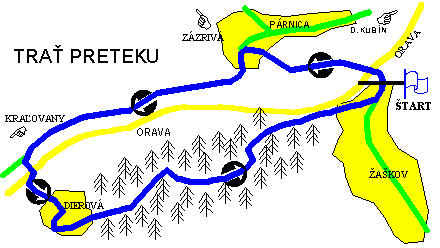 PÁRNICA
ZÁZRIVÁ
D. KUBÍN
ORAVA
TRAŤ PRETEKU
ŠTART
KRAĽOVANY
ORAVA
ŽAŠKOV
DIEROVÁ